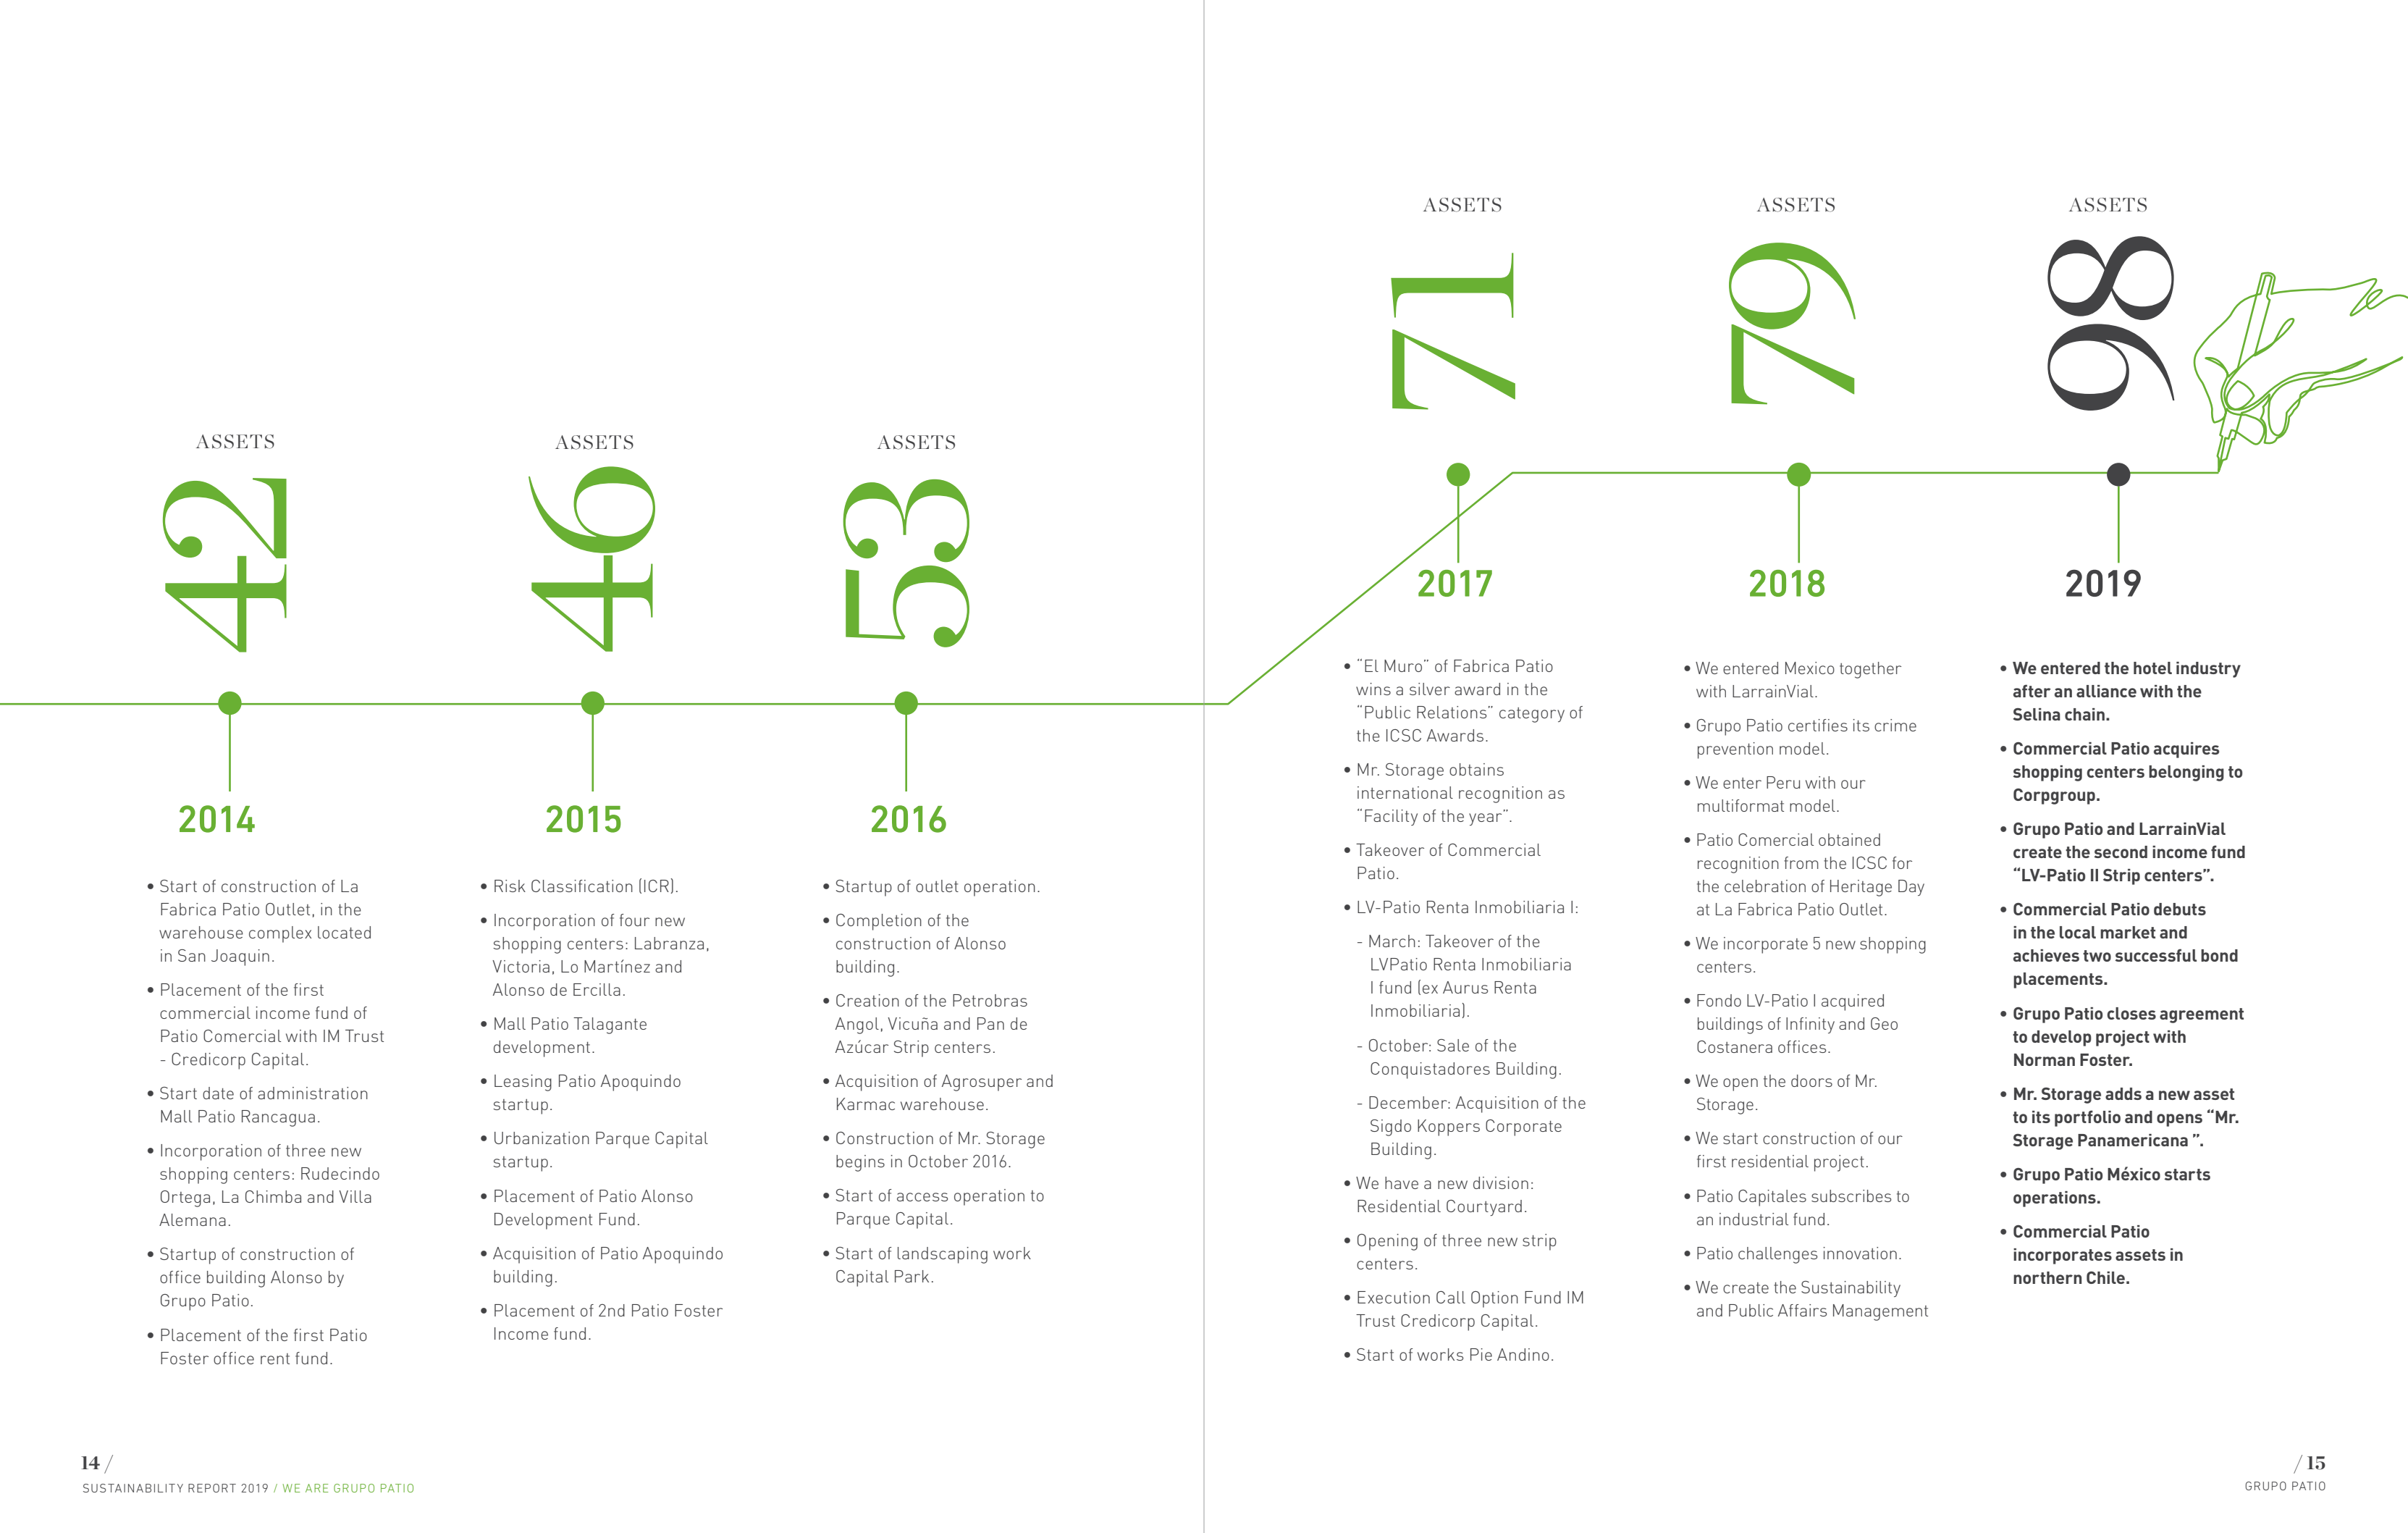 ASSETS
42
2014
• Start of construction of La
Fabrica Patio Outlet, in the
warehouse complex located
in San Joaquin.
• Placement of the first
commercial income fund of
Patio Comercial with IM Trust
- Credicorp Capital.
• Start date of administration
Mall Patio Rancagua.
• Incorporation of three new
shopping centers: Rudecindo
Ortega, La Chimba and Villa
Alemana.
• Startup of construction of
office building Alonso by
Grupo Patio.
• Placement of the first Patio
Foster office rent fund.
ASSETS
46
2015
• Risk Classification (ICR).
• Incorporation of four new
shopping centers: Labranza,
Victoria, Lo Martínez and
Alonso de Ercilla.
• Mall Patio Talagante
development.
• Leasing Patio Apoquindo
startup.
• Urbanization Parque Capital
startup.
• Placement of Patio Alonso
Development Fund.
• Acquisition of Patio Apoquindo
building.
• Placement of 2nd Patio Foster
Income fund.
ASSETS
53
2016
• Startup of outlet operation.
• Completion of the
construction of Alonso
building.
• Creation of the Petrobras
Angol, Vicuña and Pan de
Azúcar Strip centers.
• Acquisition of Agrosuper and
Karmac warehouse.
• Construction of Mr. Storage
begins in October 2016.
• Start of access operation to
Parque Capital.
• Start of landscaping work
Capital Park.
14 /
SUSTAINABILITY REPORT 2019 / WE ARE GRUPO PATIO
ASSETS
71
2017
• "El Muro" of Fabrica Patio
wins a silver award in the
"Public Relations" category of
the ICSC Awards.
• Mr. Storage obtains
international recognition as
"Facility of the year".
• Takeover of Commercial
Patio.
• LV-Patio Renta Inmobiliaria I:
- March: Takeover of the
LVPatio Renta Inmobiliaria
I fund (ex Aurus Renta
Inmobiliaria).
- October: Sale of the
Conquistadores Building.
- December: Acquisition of the
Sigdo Koppers Corporate
Building.
• We have a new division:
Residential Courtyard.
• Opening of three new strip
centers.
• Execution Call Option Fund IM
Trust Credicorp Capital.
• Start of works Pie Andino.
ASSETS
79
2018
• We entered Mexico together
with LarrainVial.
• Grupo Patio certifies its crime
prevention model.
• We enter Peru with our
multiformat model.
• Patio Comercial obtained
recognition from the ICSC for
the celebration of Heritage Day
at La Fabrica Patio Outlet.
• We incorporate 5 new shopping
centers.
• Fondo LV-Patio I acquired
buildings of Infinity and Geo
Costanera offices.
• We open the doors of Mr.
Storage.
• We start construction of our
first residential project.
• Patio Capitales subscribes to
an industrial fund.
• Patio challenges innovation.
• We create the Sustainability
and Public Affairs Management
ASSETS
98
2019
• We entered the hotel industry
after an alliance with the
Selina chain.
• Commercial Patio acquires
shopping centers belonging to
Corpgroup.
• Grupo Patio and LarrainVial
create the second income fund
“LV-Patio II Strip centers”.
• Commercial Patio debuts
in the local market and
achieves two successful bond
placements.
• Grupo Patio closes agreement
to develop project with
Norman Foster.
• Mr. Storage adds a new asset
to its portfolio and opens “Mr.
Storage Panamericana ”.
• Grupo Patio México starts
operations.
• Commercial Patio
incorporates assets in
northern Chile.
/ 15
GRUPO PATIO